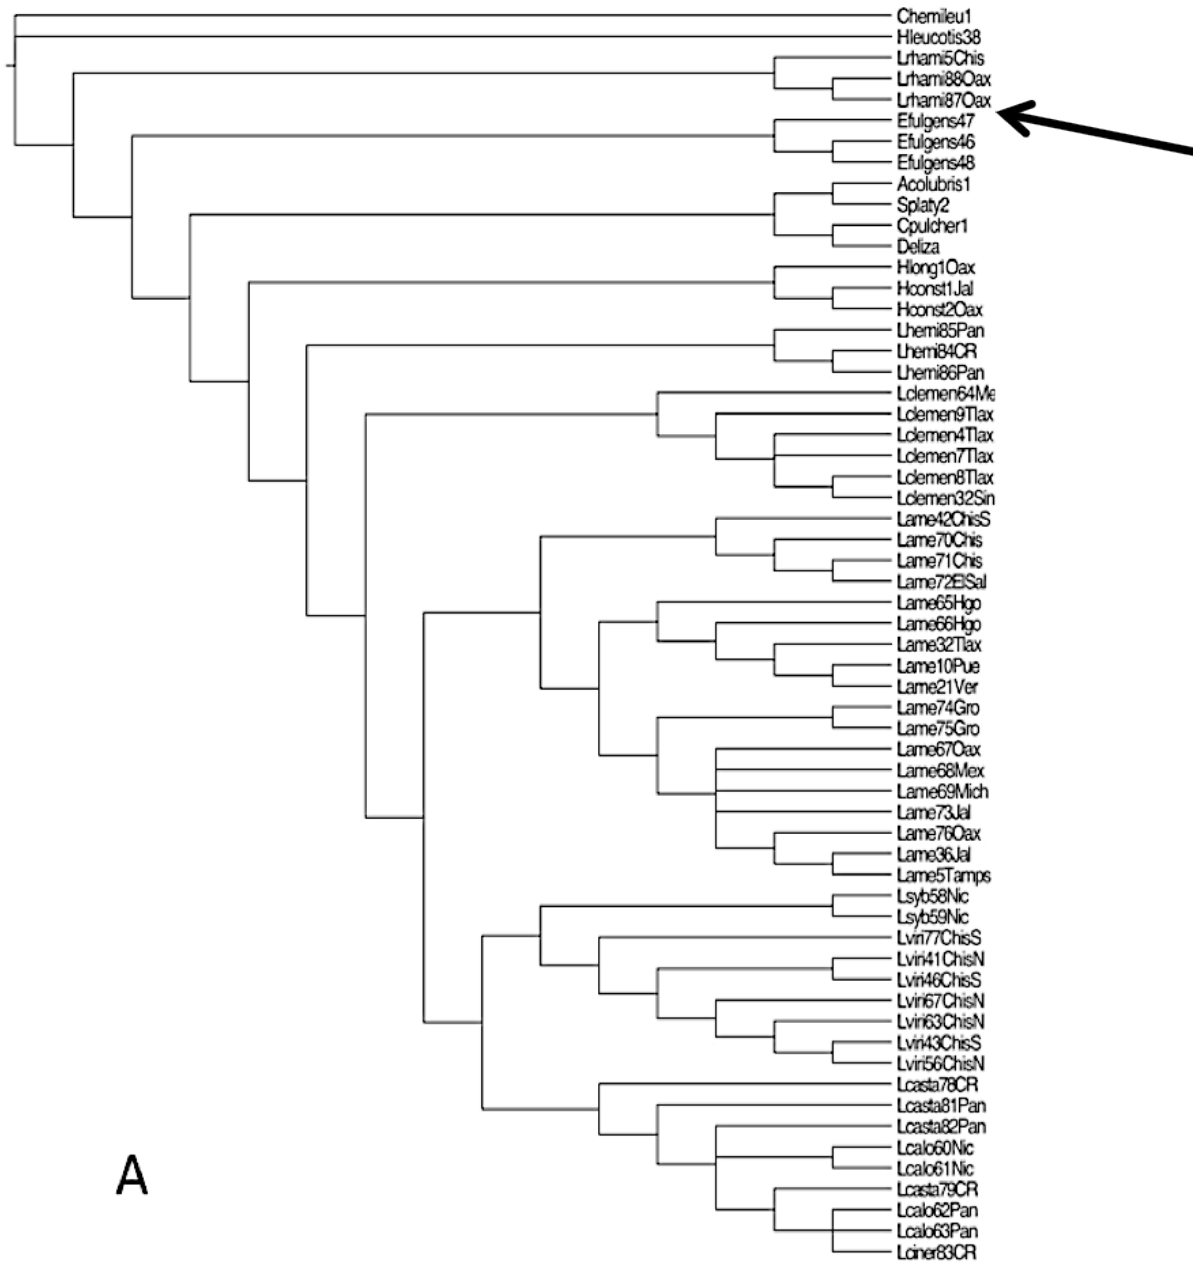 Chemileu1
Hleucotis38
Lrhami5Chis
Lrhami88Oax
Lrhami87Oax
Efulgens47
Efulgens46
Efulgens48
Acolubris1
Splaty2
Cpulcher1
Deliza
Hlong1Oax
Hconst1Jal
Hconst2Oax
Lhemi85Pan
Lhemi84CR
Lhemi86Pan
Lclemen64Me
Lclemen9Tlax
Lclemen4Tlax
Lclemen7Tlax
Lclemen8Tlax
Lclemen32Sin
Lame42ChisS
Lame70Chis
Lame71Chis
Lame72ElSal
Lame65Hgo
Lame66Hgo
Lame32Tlax
Lame10Pue
Lame21Ver
Lame74Gro
Lame75Gro
Lame67Oax
Lame68Mex
Lame69Mich
Lame73Jal
Lame76Oax
Lame36Jal
Lame5Tamps
Lsyb58Nic
Lsyb59Nic
Lviri77ChisS
Lviri41ChisN
Lviri46ChisS
Lviri67ChisN
Lviri63ChisN
Lviri43ChisS
Lviri56ChisN
Lcasta78CR
Lcasta81Pan
Lcasta82Pan
Lcalo60Nic
Lcalo61Nic
Lcasta79CR
Lcalo62Pan
Lcalo63Pan
Lciner83CR
A